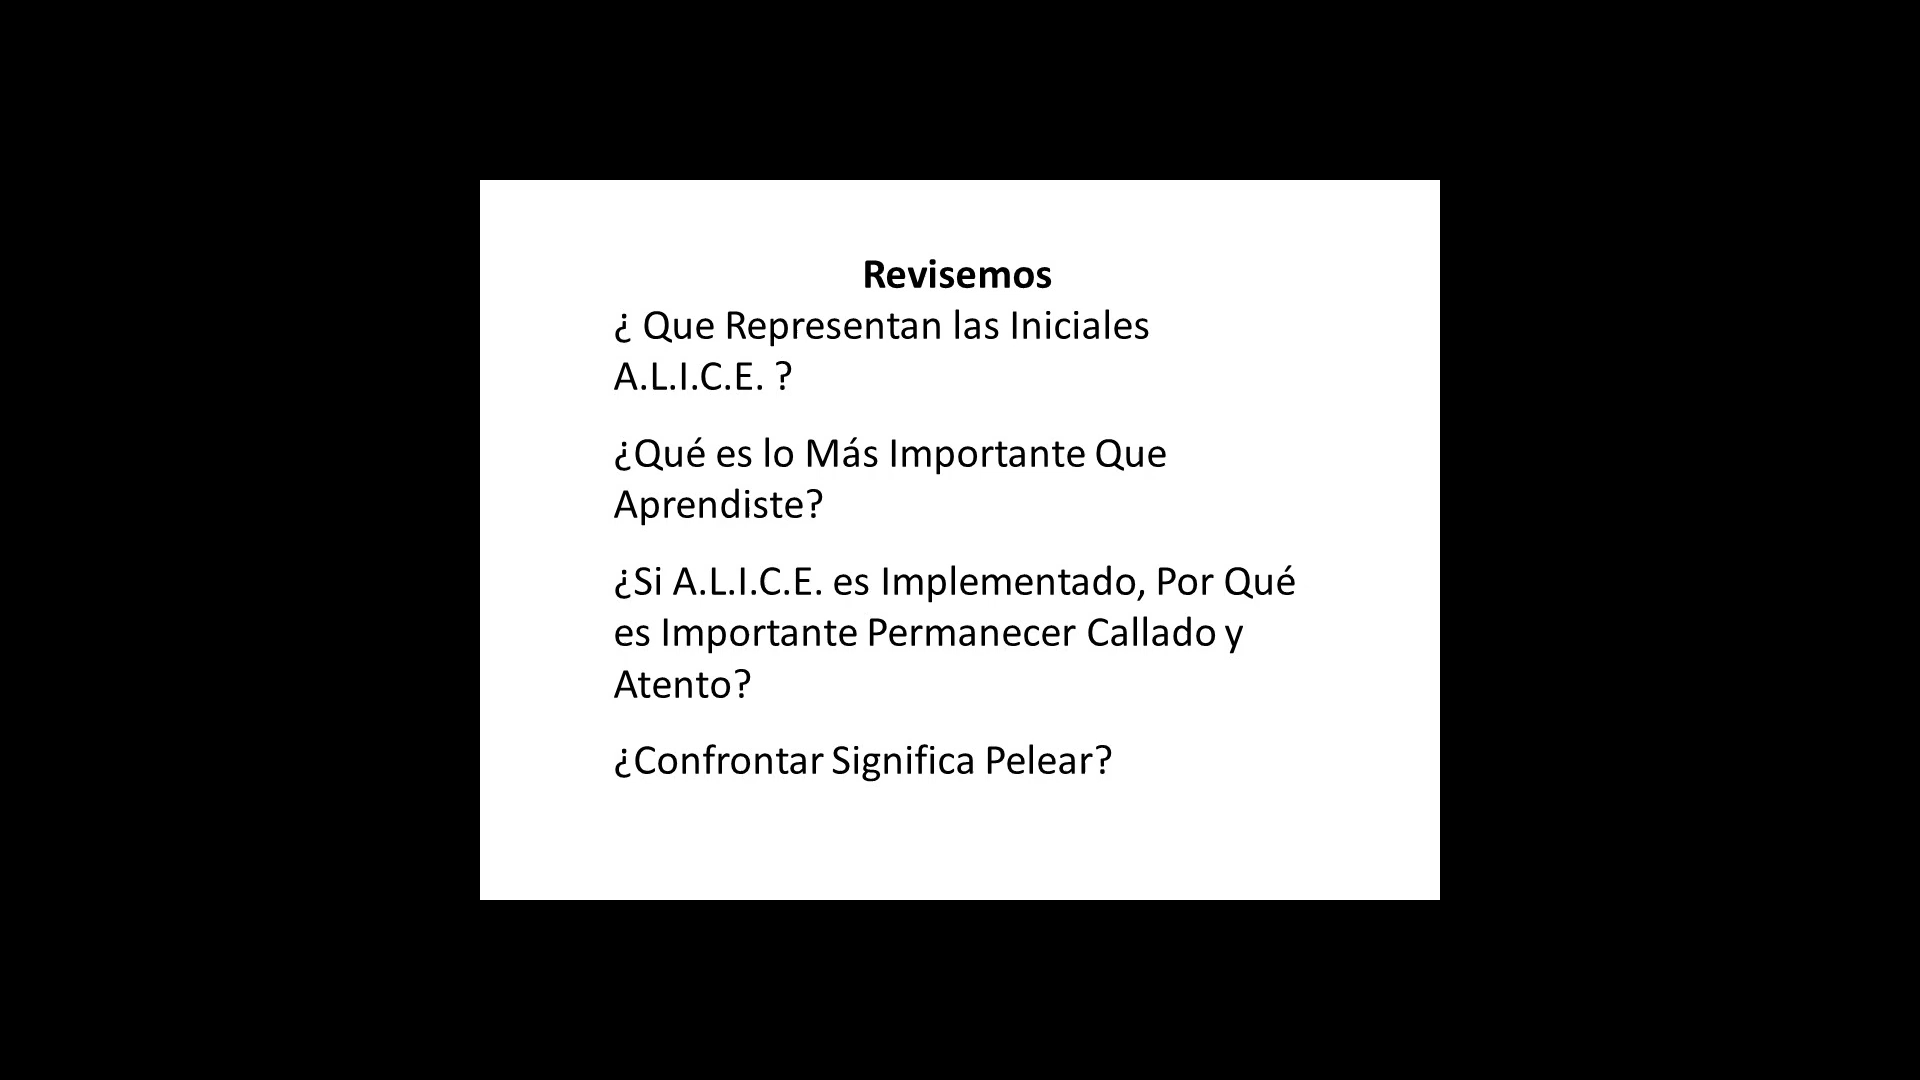 Revisemos
¿ Que Representan las Iniciales
A.L.I.C.E. ?
¿Qué es lo Más Importante Que
Aprendiste?
¿Si A.L.I.C.E. es Implementado, Por Qué
es Importante Permanecer Callado y
Atento?
¿Confrontar Significa Pelear?